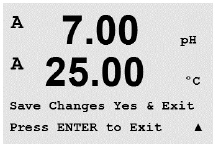 A 7.00 pH
A 25.00 °C
Save Changes Yes & Exit
Press ENTER to Exit ▲